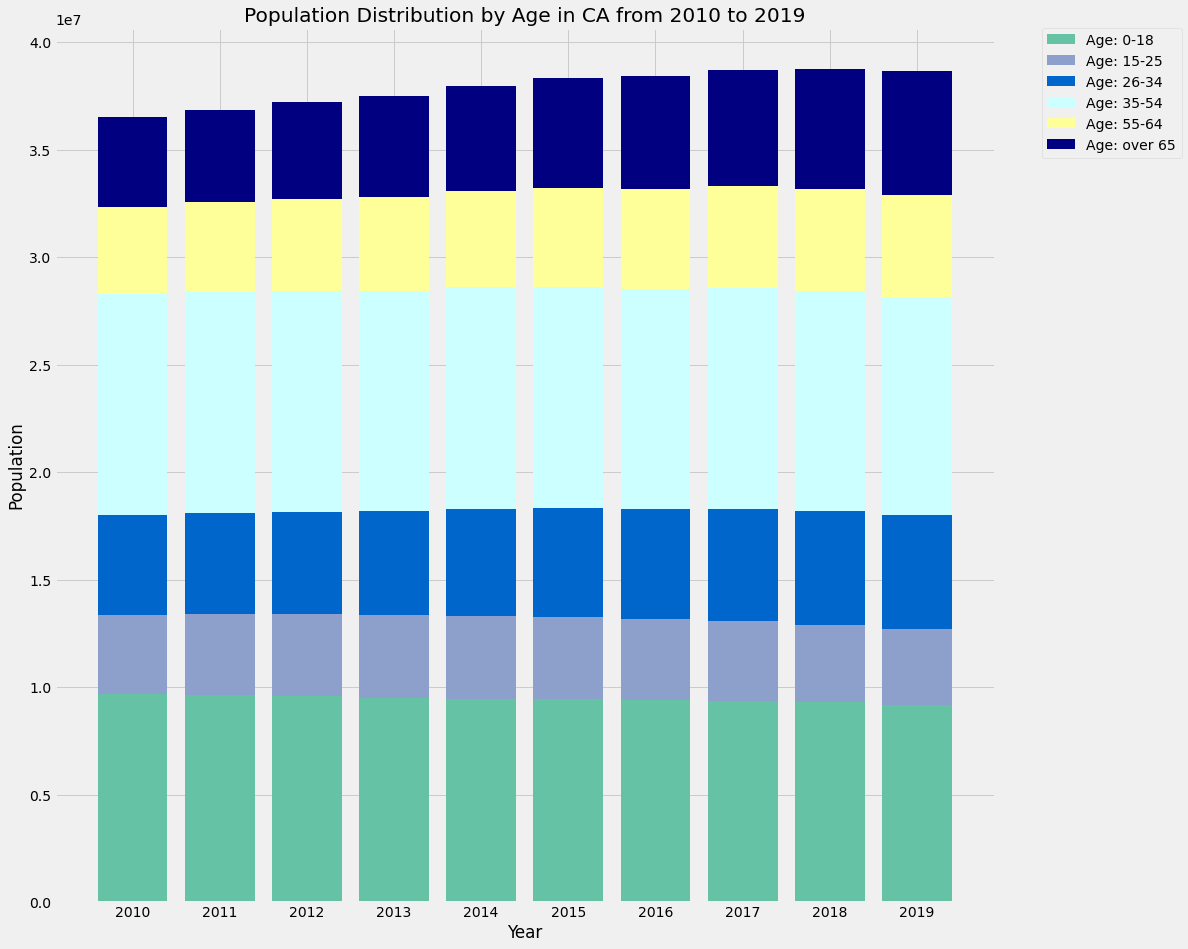 Population Distribution by Age in CA from 2010 to 2019
1e7
4.0
3.5
3.0
2.5
2.0
1.5
1.0
0.5
0.0
Population
2010 2011 2012 2013 2014 2015 2016 2017 2018 2019
Year
Age: 0-18
Age: 15-25
Age: 26-34
Age: 35-54
Age: 55-64
Age: over 65